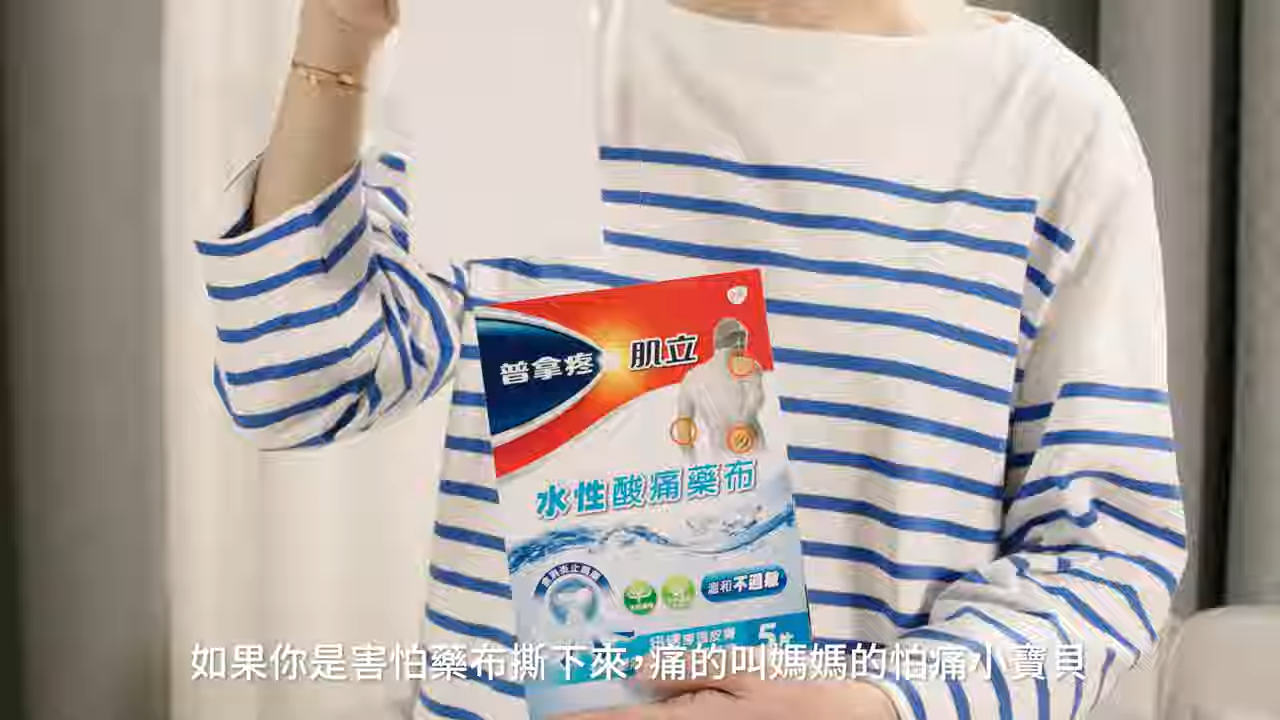 普拿疼 肌立
水性酸痛藥布
溫和不過敏
5片
如果你是害怕藥布撕下來,痛的叫媽媽的怕痛小寶貝